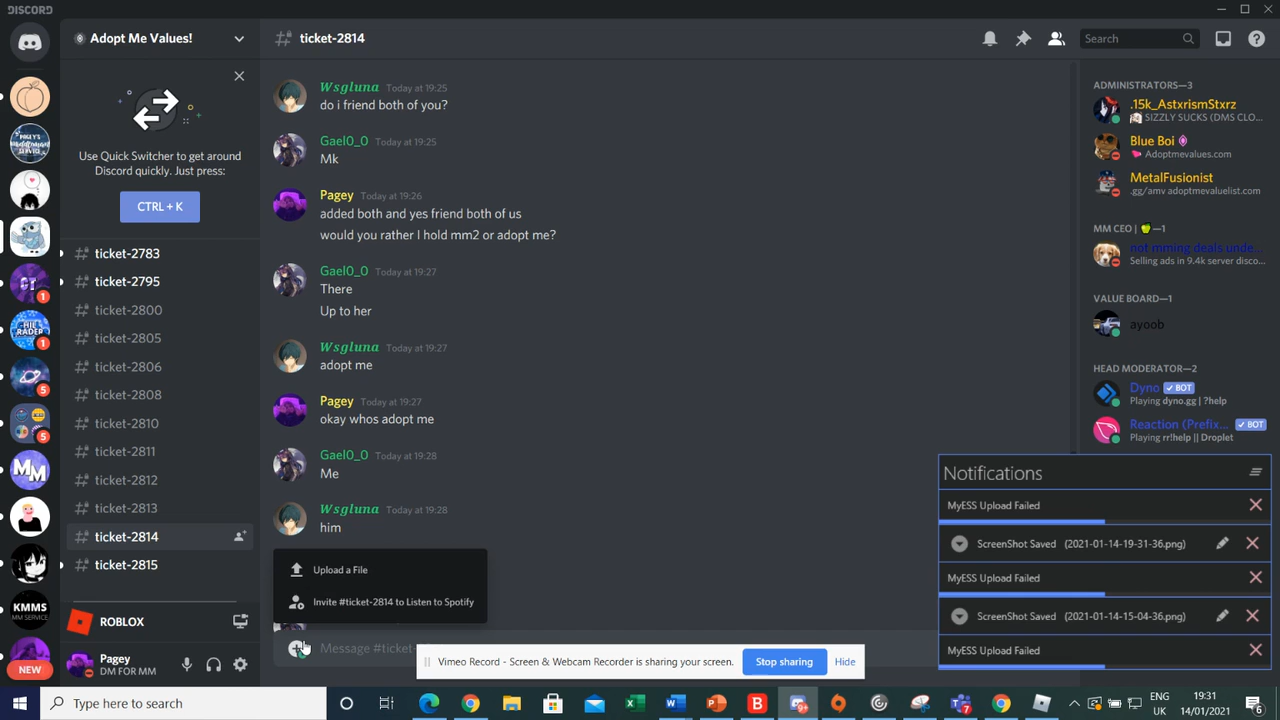 DISCORD
Adopt Me Values!
ticket-2814
Search
Use Quick Switcher to get around
Discord quickly. Just press:
CTRL + K
ticket-2783
ticket-2795
ticket-2800
ticket-2805
ticket-2806
ticket-2808
ticket-2810
ticket-2811
ticket-2812
ticket-2813
ticket-2814
ticket-2815
ROBLOX
Pagey
DM FOR MM
PAGEY'S
1
1
5
5
MM
KMMS
MM SERVICE
NEW
Wsgluna Today at 19:25
do i friend both of you?
Gael0_0 Today at 19:25
Mk
Pagey Today at 19:26
added both and yes friend both of us
would you rather I hold mm2 or adopt me?
Gael0_0 Today at 19:27
There
Up to her
Wsgluna Today at 19:27
adopt me
Pagey Today at 19:27
okay whos adopt me
Gael0_0 Today at 19:28
Me
Wsgluna Today at 19:28
him
Upload a File
Invite #ticket-2814 to Listen to Spotify
Message #ticket-
Vimeo Record - Screen & Webcam Recorder is sharing your screen.
Stop sharing
Hide
ADMINISTRATORS—3
.15k_AstxrismStxrz
SIZZLY SUCKS (DMS CLO...
Blue Boi
Adoptmevalues.com
MetalFusionist
.gg/amv adoptmevaluelist.com
MM CEO | 🍏—1
not mming deals unde...
Selling ads in 9.4k server disco...
VALUE BOARD—1
ayoob
HEAD MODERATOR—2
Dyno ✔ BOT
Playing dyno.gg | ?help
Reaction (Prefix... ✔ BOT
Playing rr!help || Droplet
Notifications
MyESS Upload Failed
ScreenShot Saved (2021-01-14-19-31-36.png)
MyESS Upload Failed
ScreenShot Saved (2021-01-14-15-04-36.png)
MyESS Upload Failed
Type here to search
ENG
UK
19:31
14/01/2021
6